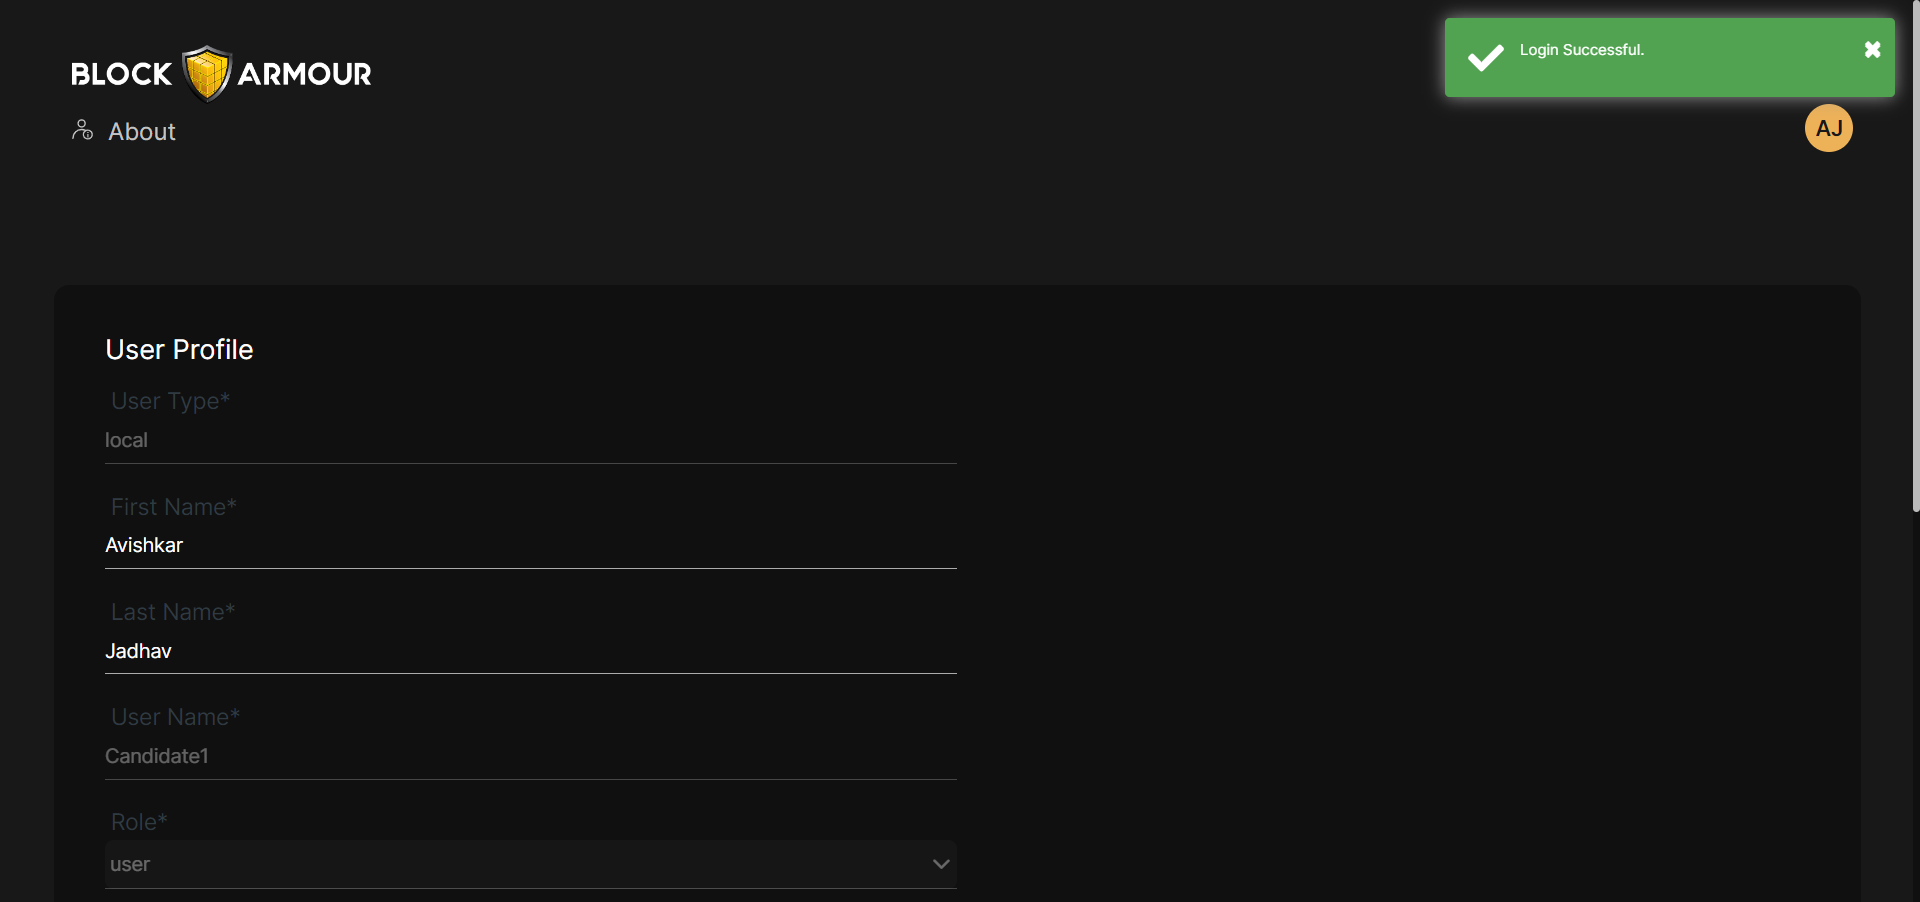 BLOCK ARMOUR
Login Successful.
About
AJ
User Profile
User Type*
local
First Name*
Avishkar
Last Name*
Jadhav
User Name*
Candidate1
Role*
user